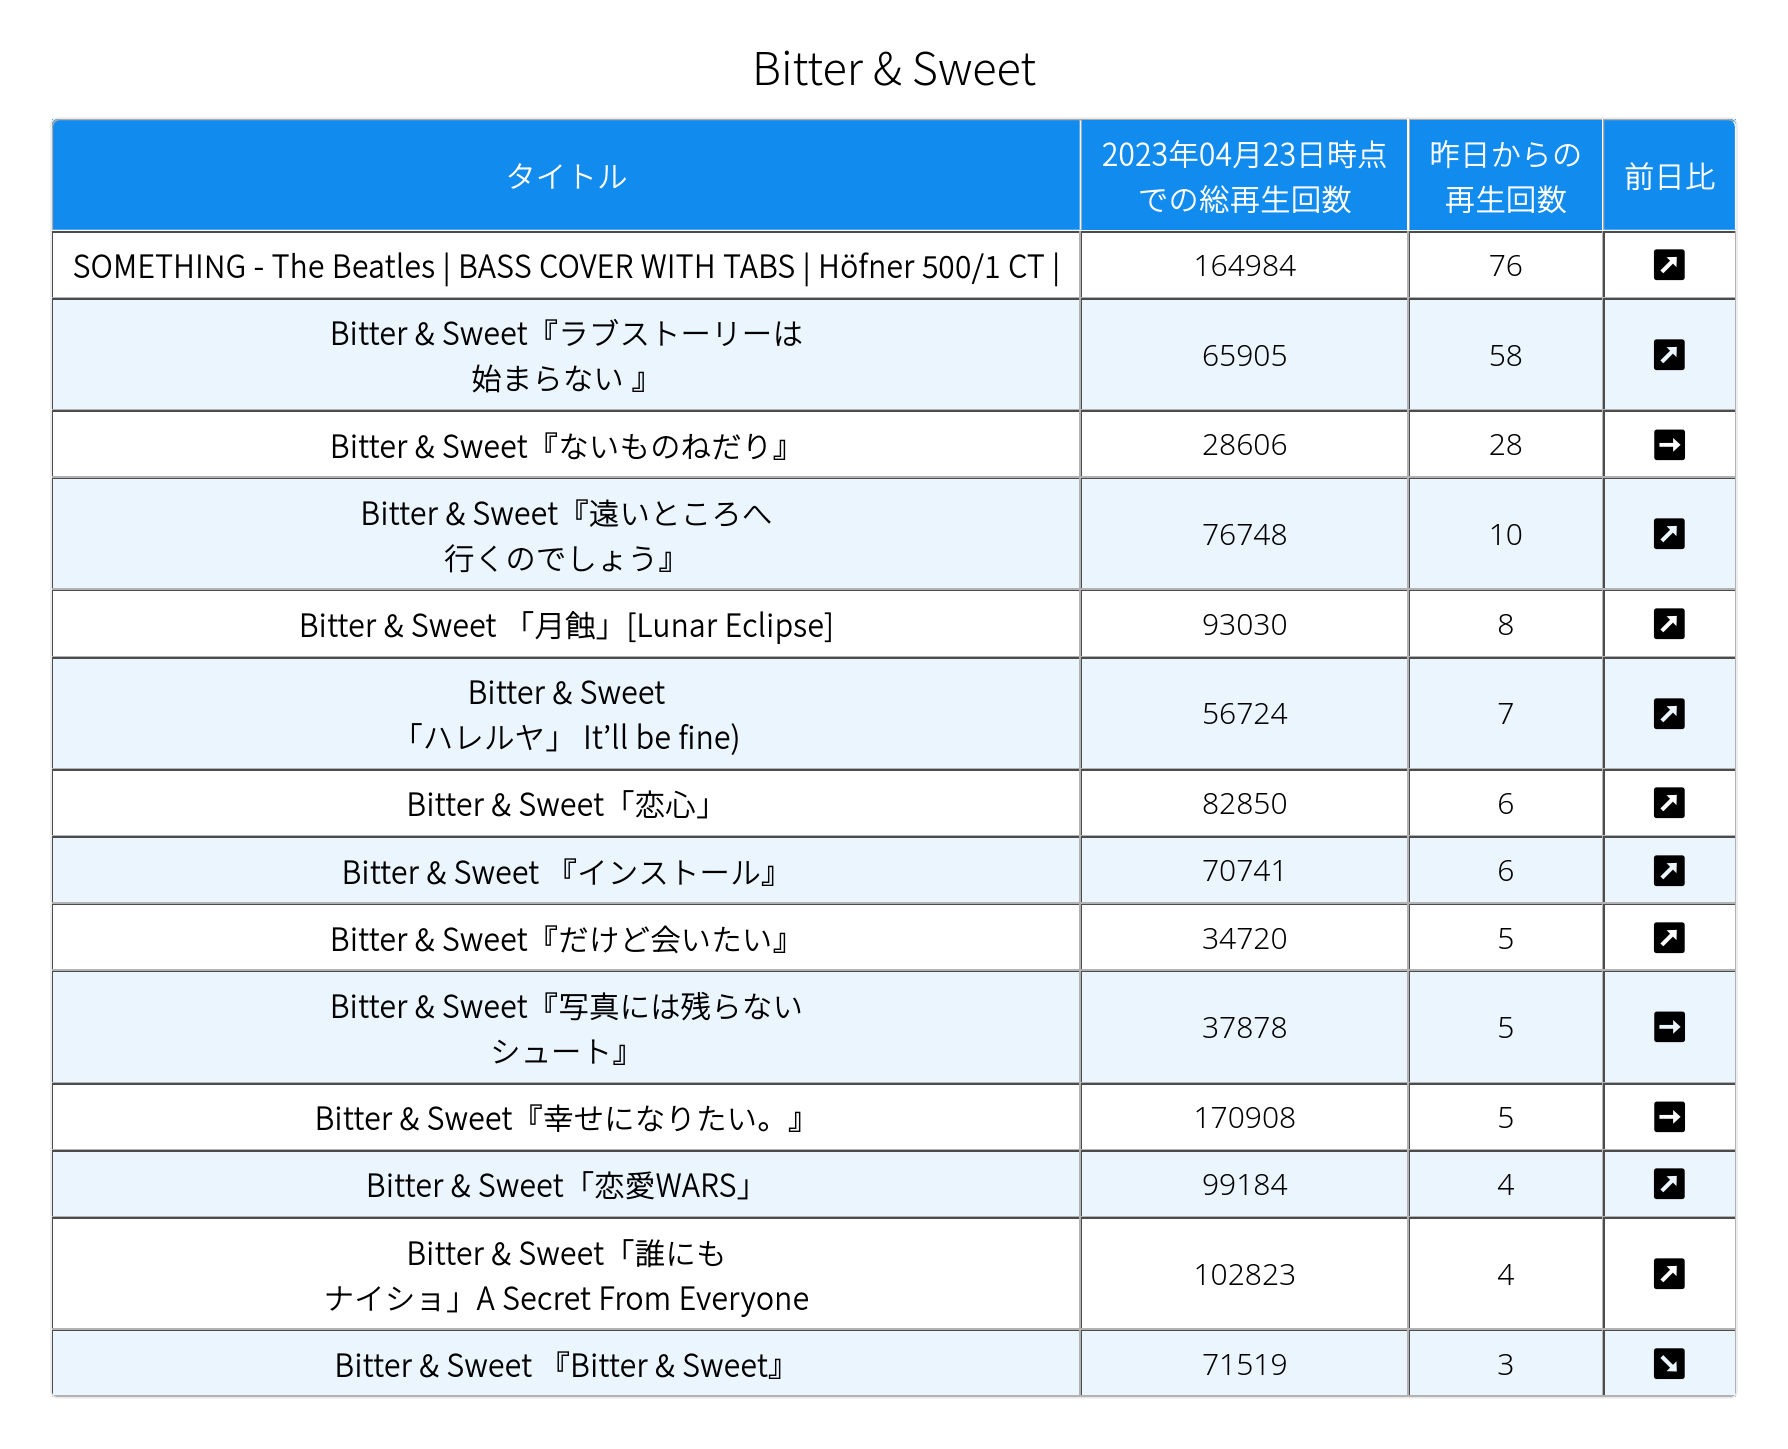 Bitter & Sweet
タイトル
2023年04月23日時点
での総再生回数
昨日からの
再生回数
前日比
SOMETHING - The Beatles | BASS COVER WITH TABS | Höfner 500/1 CT |
164984
76
Bitter & Sweet『ラブストーリーは
始まらない 』
65905
58
Bitter & Sweet『ないものねだり』
28606
28
Bitter & Sweet『遠いところへ
行くのでしょう』
76748
10
Bitter & Sweet 「月蝕」[Lunar Eclipse]
93030
8
Bitter & Sweet
「ハレルヤ」 It’ll be fine)
56724
7
Bitter & Sweet「恋心」
82850
6
Bitter & Sweet 『インストール』
70741
6
Bitter & Sweet『だけど会いたい』
34720
5
Bitter & Sweet『写真には残らない
シュート』
37878
5
Bitter & Sweet『幸せになりたい。』
170908
5
Bitter & Sweet「恋愛WARS」
99184
4
Bitter & Sweet「誰にも
ナイショ」A Secret From Everyone
102823
4
Bitter & Sweet 『Bitter & Sweet』
71519
3